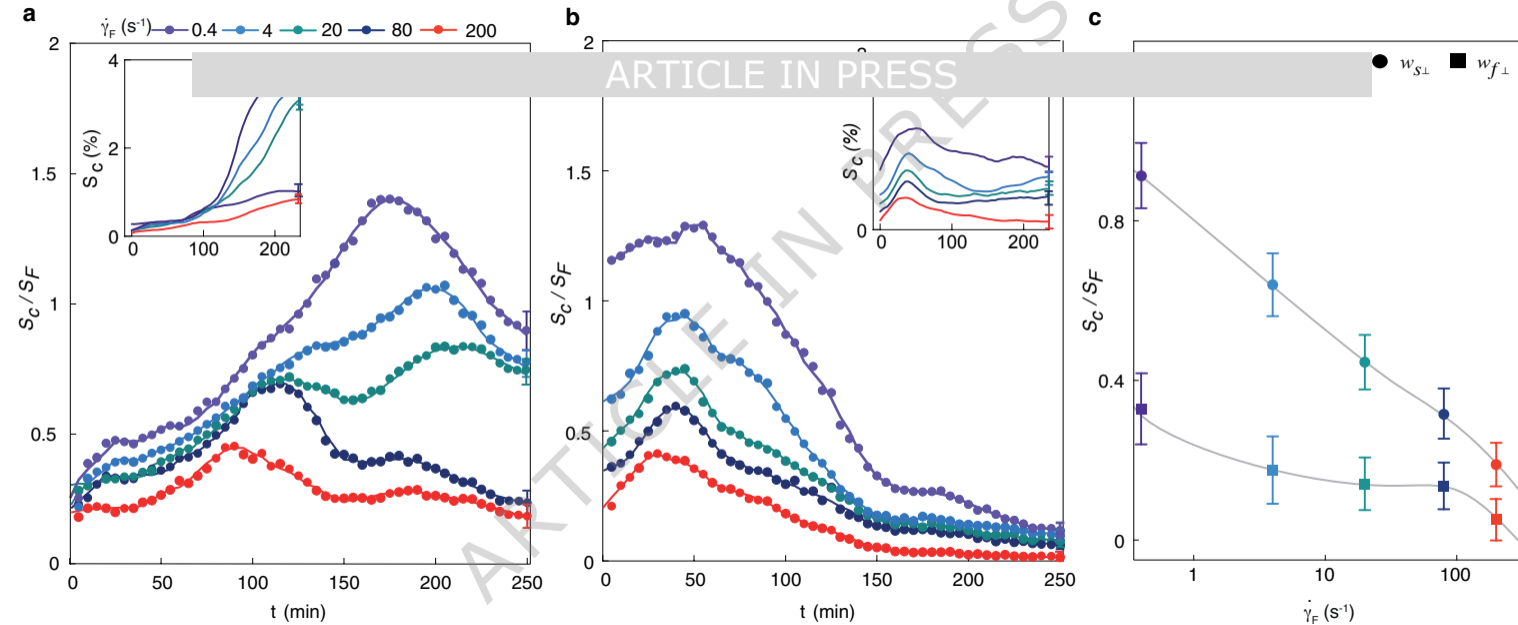 a
γ̇F (s-1) 0.4 4 20 80 200
2
1.5
1
0.5
0
Sc / SF
0 50 100 150 200 250
t (min)
4
2
0
Sc (%)
0 100 200
ARTICLE IN PRESS
b
2
1.5
1
0.5
0
Sc / SF
0 50 100 150 200 250
t (min)
Sc (%)
0
0 100 200
c
ws⊥ wf⊥
0.8
0.4
0
Sc / SF
1 10 100
γ̇F (s-1)
ARTICLE IN PRESS